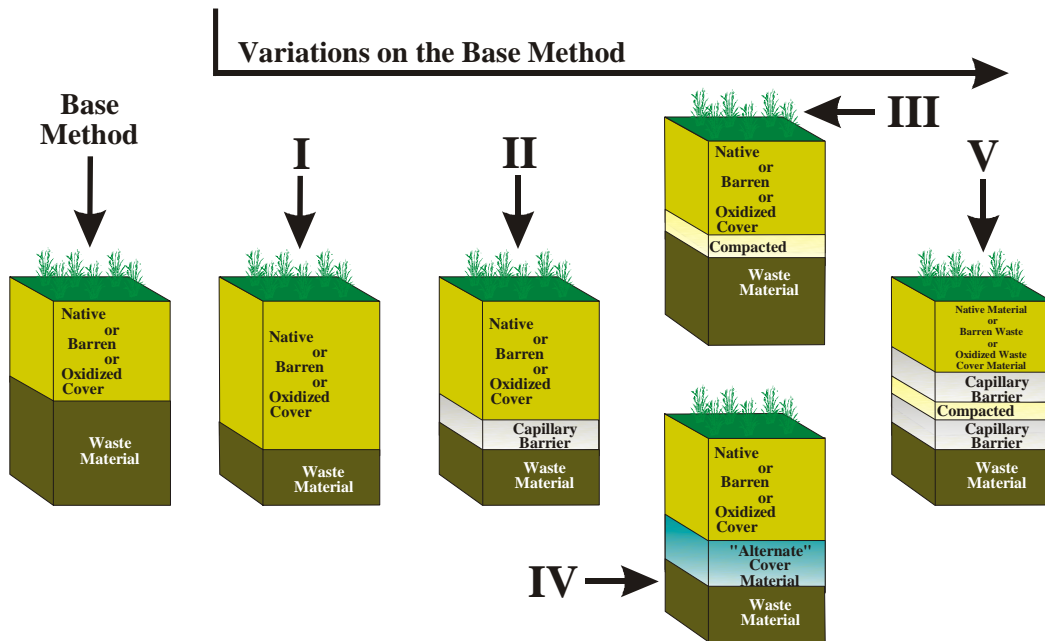 Variations on the Base Method
Base
Method
I
II
III
V
IV
Native
or
Barren
or
Oxidized
Cover
Waste
Material
Native
or
Barren
or
Oxidized
Cover
Waste
Material
Native
or
Barren
or
Oxidized
Cover
Capillary
Barrier
Waste
Material
Native
or
Barren
or
Oxidized
Cover
Compacted
Waste
Material
Native
or
Barren
or
Oxidized
Cover
"Alternate"
Cover
Material
Waste
Material
Native Material
or
Barren Waste
or
Oxidized Waste
Cover Material
Capillary
Barrier
Compacted
Capillary
Barrier
Waste
Material